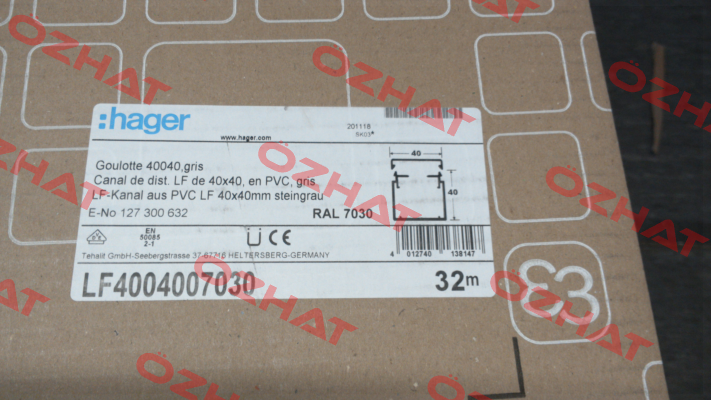 :hager
www.hager.com
201118
SK03*
Goulotte 40040,gris
Canal de dist. LF de 40x40, en PVC, gris
LF-Kanal aus PVC LF 40x40mm steingrau
E-No 127 300 632
RAL 7030
40
40
EN
50085
2-1
CE
Tehalit GmbH-Seebergstrasse 37-67716 HELTERSBERG-GERMANY
4 012740 138147
LF4004007030
32m
£3
OZHAT
OZHAT
OZHAT
OZHAT
OZHAT
OZHAT
OZHAT
OZHAT
OZHAT